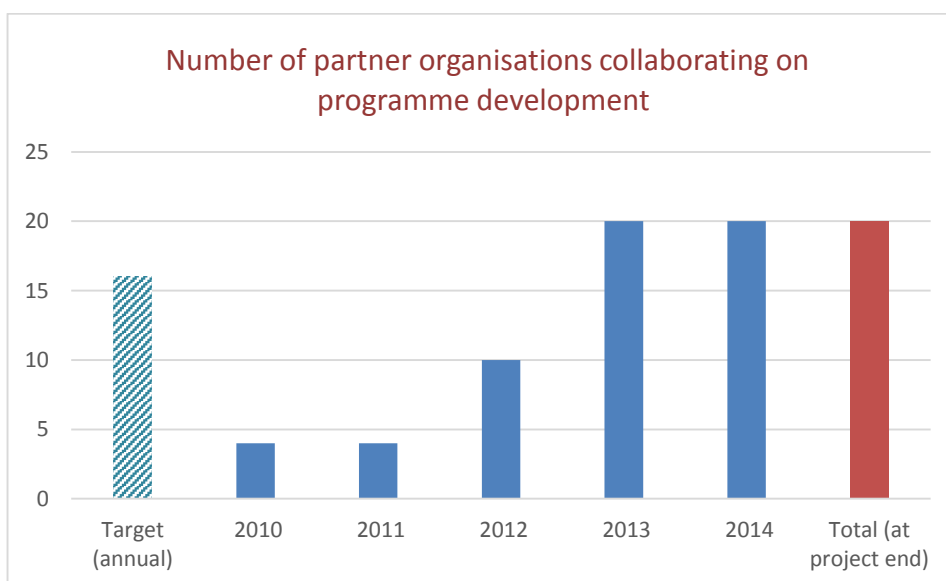 Number of partner organisations collaborating on
programme development
25
20
15
10
5
0
Target
(annual)
2010
2011
2012
2013
2014
Total (at
project end)